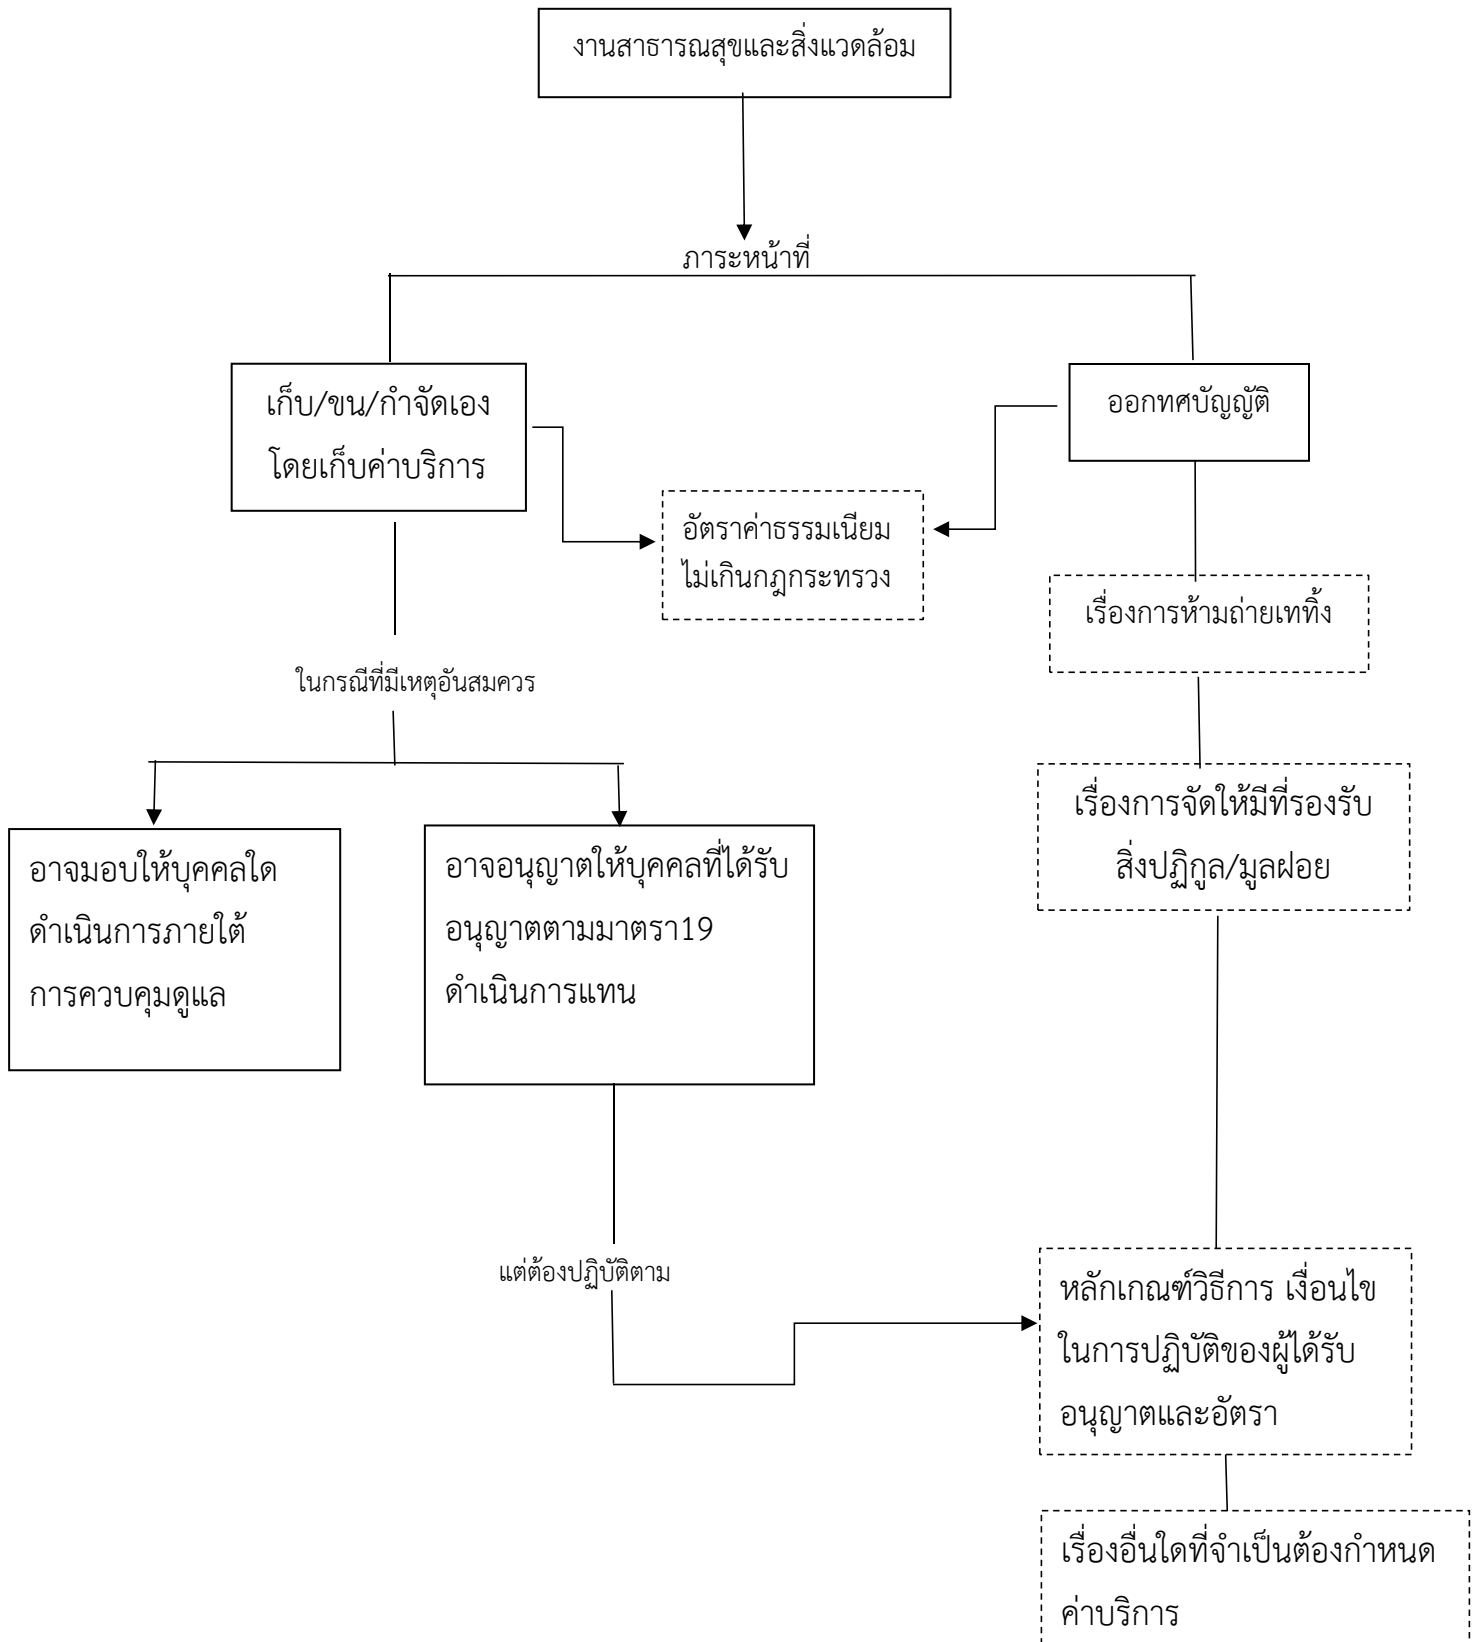 งานสาธารณสุขและสิ่งแวดล้อม
ภาระหน้าที่
เก็บ/ขน/กำจัดเอง
โดยเก็บค่าบริการ
ออกทศบัญญัติ
อัตราค่าธรรมเนียม
ไม่เกินกฎกระทรวง
เรื่องการห้ามถ่ายเททิ้ง
ในกรณีที่มีเหตุอันสมควร
เรื่องการจัดให้มีที่รองรับ
สิ่งปฏิกูล/มูลฝอย
อาจมอบให้บุคคลใด
ดำเนินการภายใต้
การควบคุมดูแล
อาจอนุญาตให้บุคคลที่ได้รับ
อนุญาตตามมาตรา19
ดำเนินการแทน
แต่ต้องปฏิบัติตาม
หลักเกณฑ์วิธีการ เงื่อนไข
ในการปฏิบัติของผู้ได้รับ
อนุญาตและอัตรา
เรื่องอื่นใดที่จำเป็นต้องกำหนด
ค่าบริการ